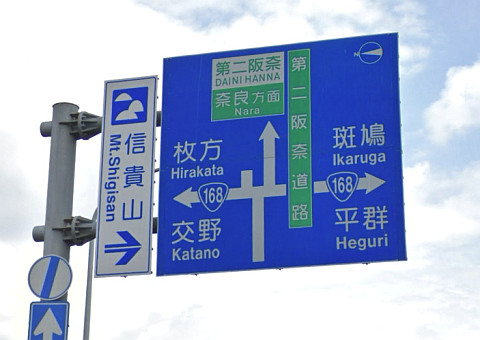 信貴山
Mt.Shigisan
第二阪奈
DAINI HANNA
奈良方面
Nara
第二阪奈道路
N
枚方
Hirakata
168
交野
Katano
斑鳩
Ikaruga
168
平群
Heguri